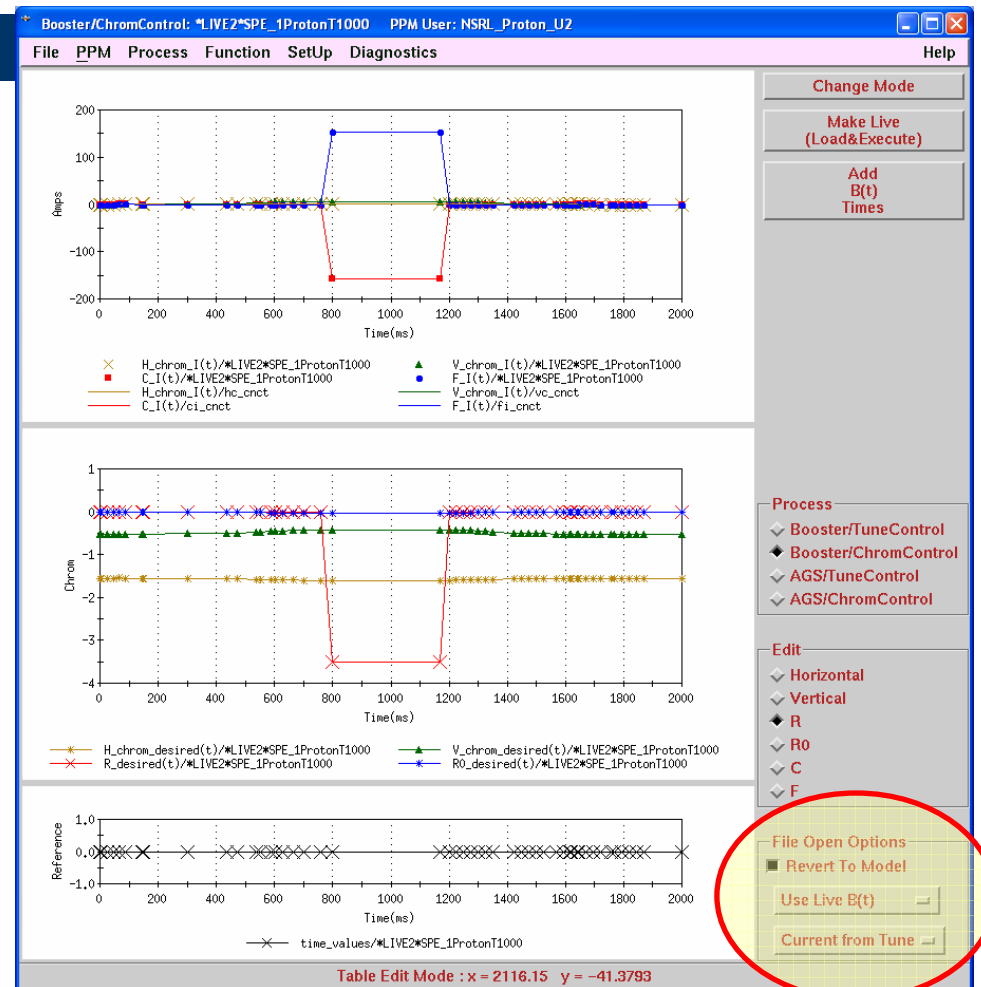 Booster/ChromControl: *LIVE2*SPE_1ProtonT1000 PPM User: NSRL_Proton_U2
File PPM Process Function SetUp Diagnostics Help
Change Mode
Make Live
(Load&Execute)
Add
B(t)
Times
200
100
0
-100
-200
Amps
0 200 400 600 800 1000 1200 1400 1600 1800 2000
Time(ms)
H_chrom_I(t)/*LIVE2*SPE_1ProtonT1000 V_chrom_I(t)/*LIVE2*SPE_1ProtonT1000
C_I(t)/*LIVE2*SPE_1ProtonT1000 F_I(t)/*LIVE2*SPE_1ProtonT1000
H_chrom_I(t)/hc_cnct V_chrom_I(t)/vc_cnct
C_I(t)/ci_cnct F_I(t)/fi_cnct
1
0
-1
-2
-3
-4
Chrom
0 200 400 600 800 1000 1200 1400 1600 1800 2000
Time(ms)
H_chrom_desired(t)/*LIVE2*SPE_1ProtonT1000 V_chrom_desired(t)/*LIVE2*SPE_1ProtonT1000
R_desired(t)/*LIVE2*SPE_1ProtonT1000 R0_desired(t)/*LIVE2*SPE_1ProtonT1000
1.0
0.0
-1.0
Reference
0 200 400 600 800 1000 1200 1400 1600 1800 2000
Time(ms)
time_values/*LIVE2*SPE_1ProtonT1000
Process
Booster/TuneControl
Booster/ChromControl
AGS/TuneControl
AGS/ChromControl
Edit
Horizontal
Vertical
R
R0
C
F
File Open Options
Revert To Model
Use Live B(t)
Current from Tune
Table Edit Mode : x = 2116.15 y = -41.3793